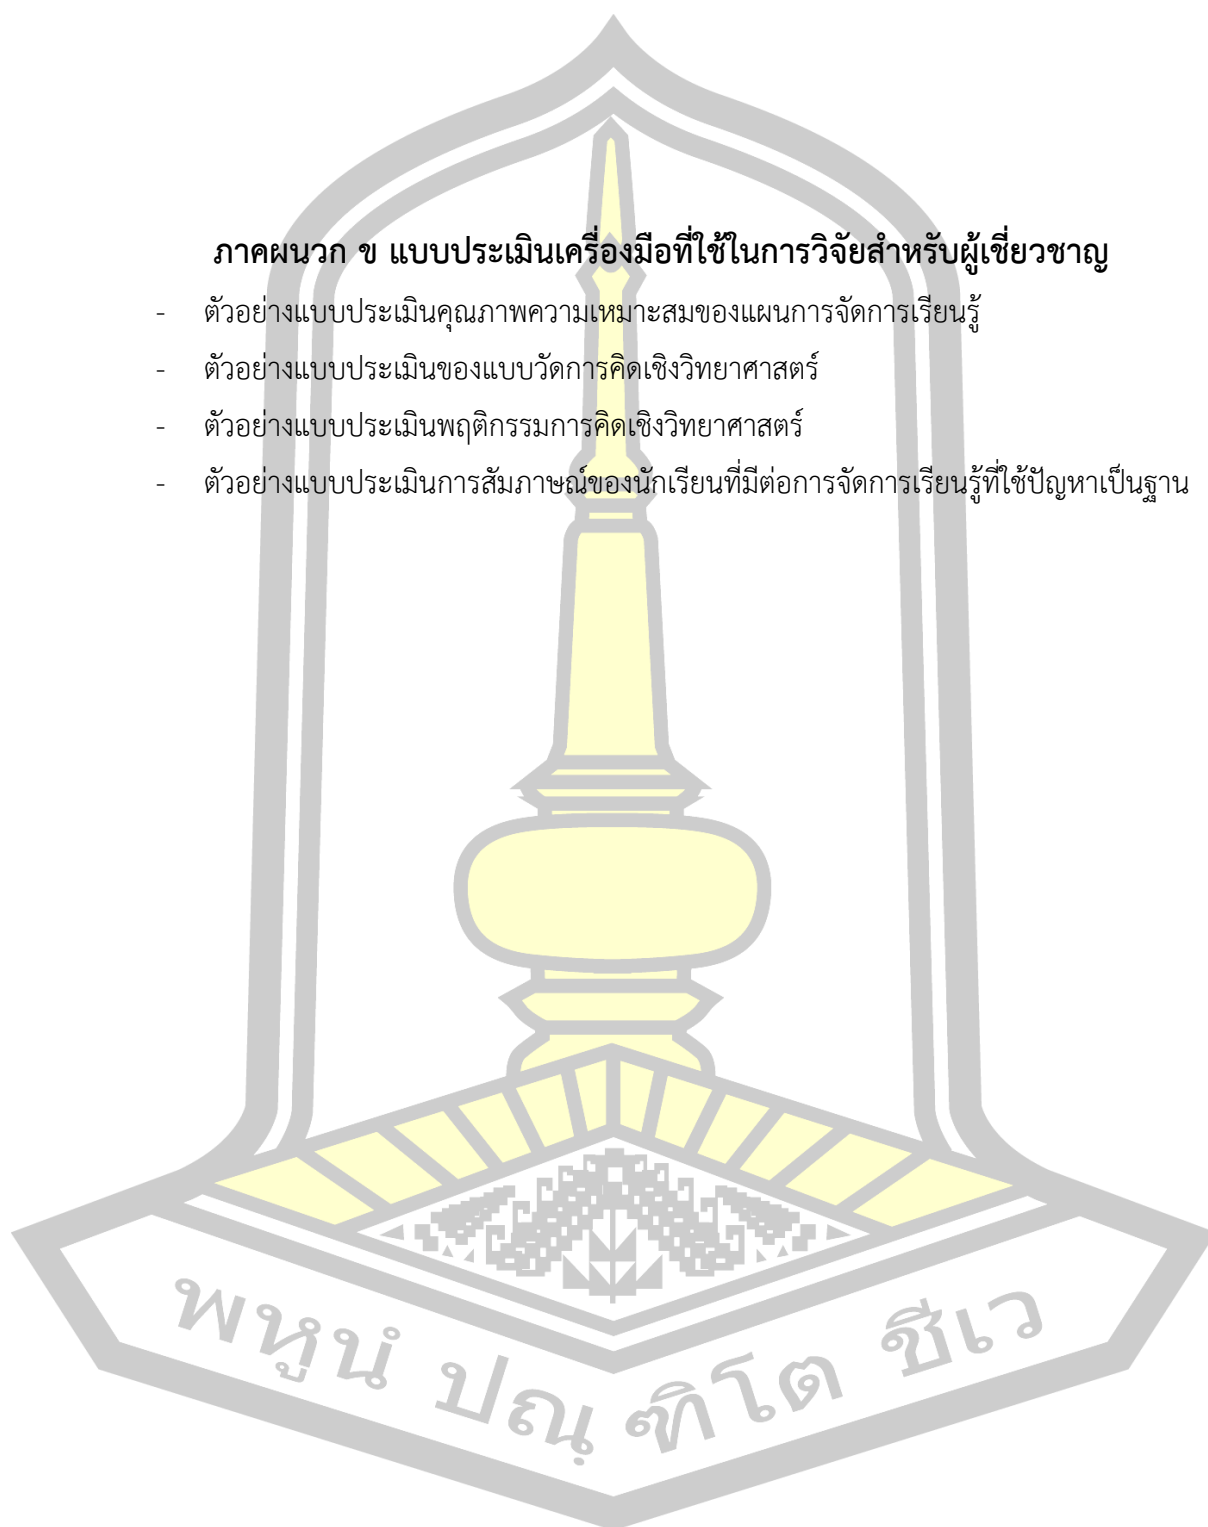 ภาคผนวก ข แบบประเมินเครื่องมือที่ใช้ในการวิจัยสำหรับผู้เชี่ยวชาญ
- ตัวอย่างแบบประเมินคุณภาพความเหมาะสมของแผนการจัดการเรียนรู้
- ตัวอย่างแบบประเมินของแบบวัดการคิดเชิงวิทยาศาสตร์
- ตัวอย่างแบบประเมินพฤติกรรมการคิดเชิงวิทยาศาสตร์
- ตัวอย่างแบบประเมินการสัมภาษณ์ของนักเรียนที่มีต่อการจัดการเรียนรู้ที่ใช้ปัญหาเป็นฐาน
พหูนํ ปณฺฑิโต ชีเว